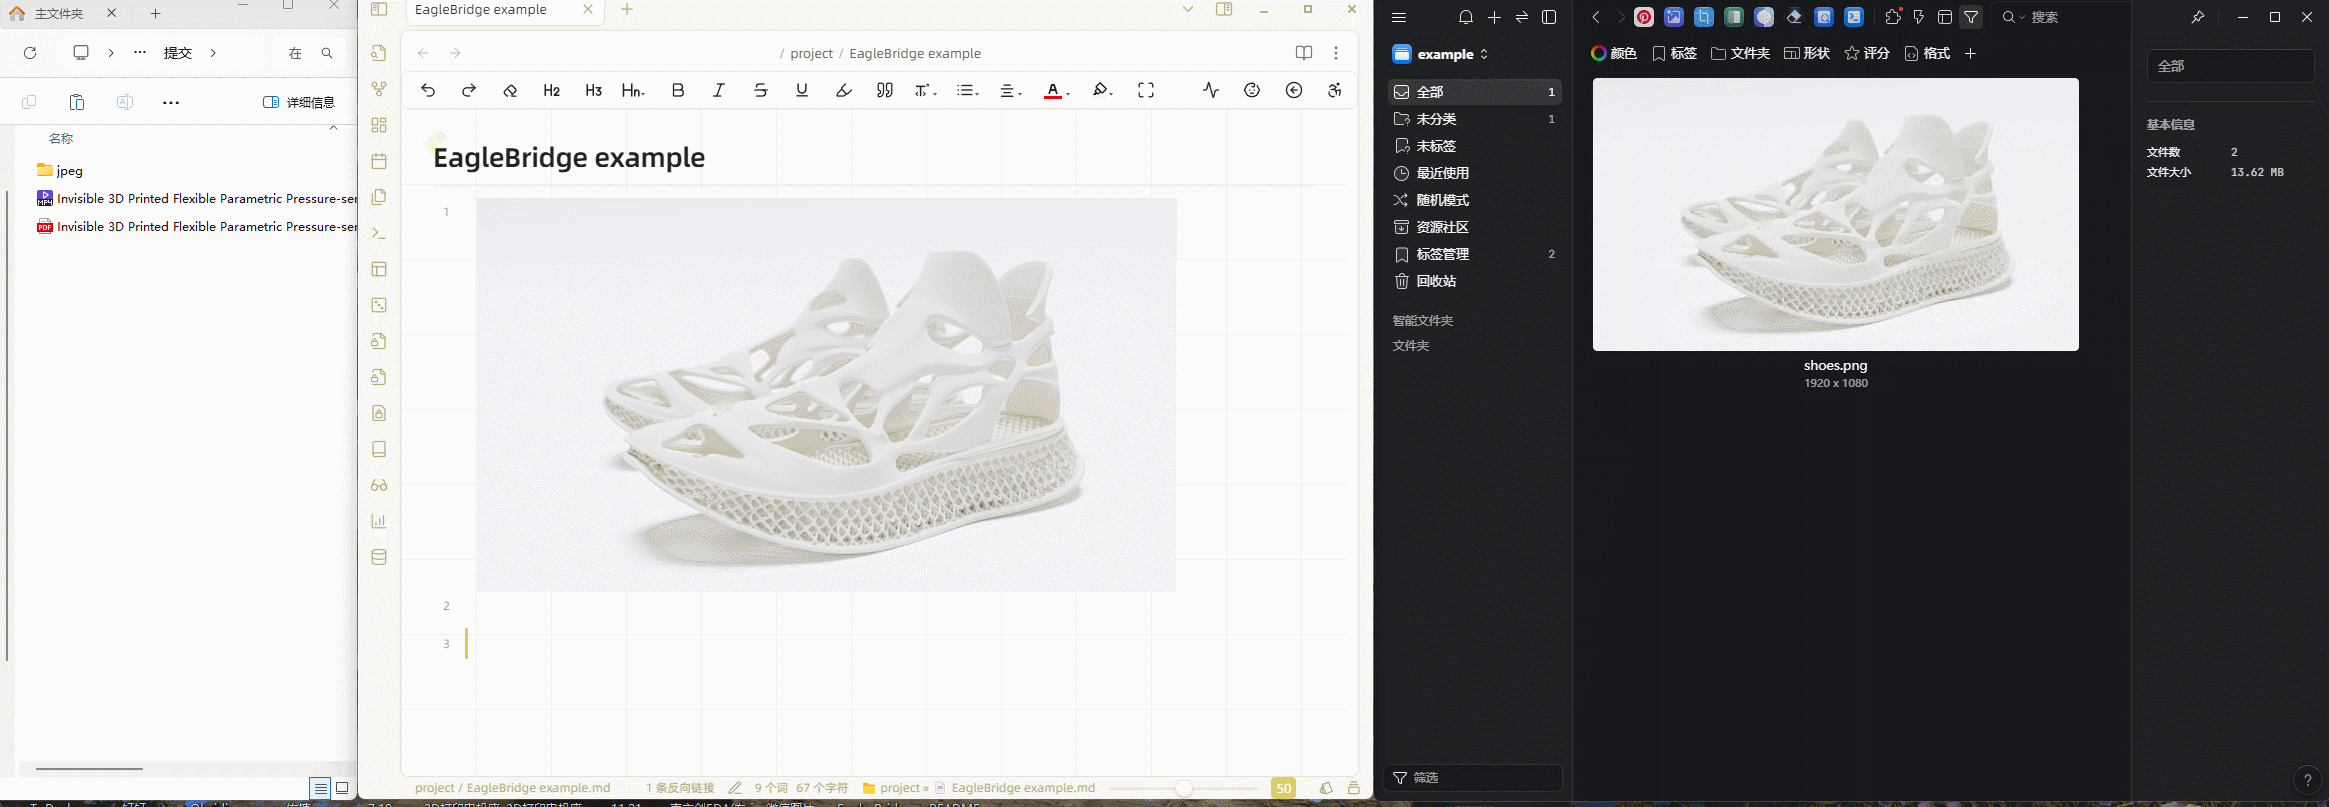 主文件夹
提交
在
详细信息
名称
jpeg
Invisible 3D Printed Flexible Parametric Pressure-ser
Invisible 3D Printed Flexible Parametric Pressure-ser
EagleBridge example
/ project / EagleBridge example
H2 H3 Hn
EagleBridge example
1
2
3
project / EagleBridge example.md
1 条反向链接
9 个词 67 个字符
project » EagleBridge example.md
50
example
全部 1
未分类 1
未标签
最近使用
随机模式
资源社区
标签管理 2
回收站
智能文件夹
文件夹
筛选
搜索
颜色 标签 文件夹 形状 评分 格式
shoes.png
1920 x 1080
全部
基本信息
文件数 2
文件大小 13.62 MB